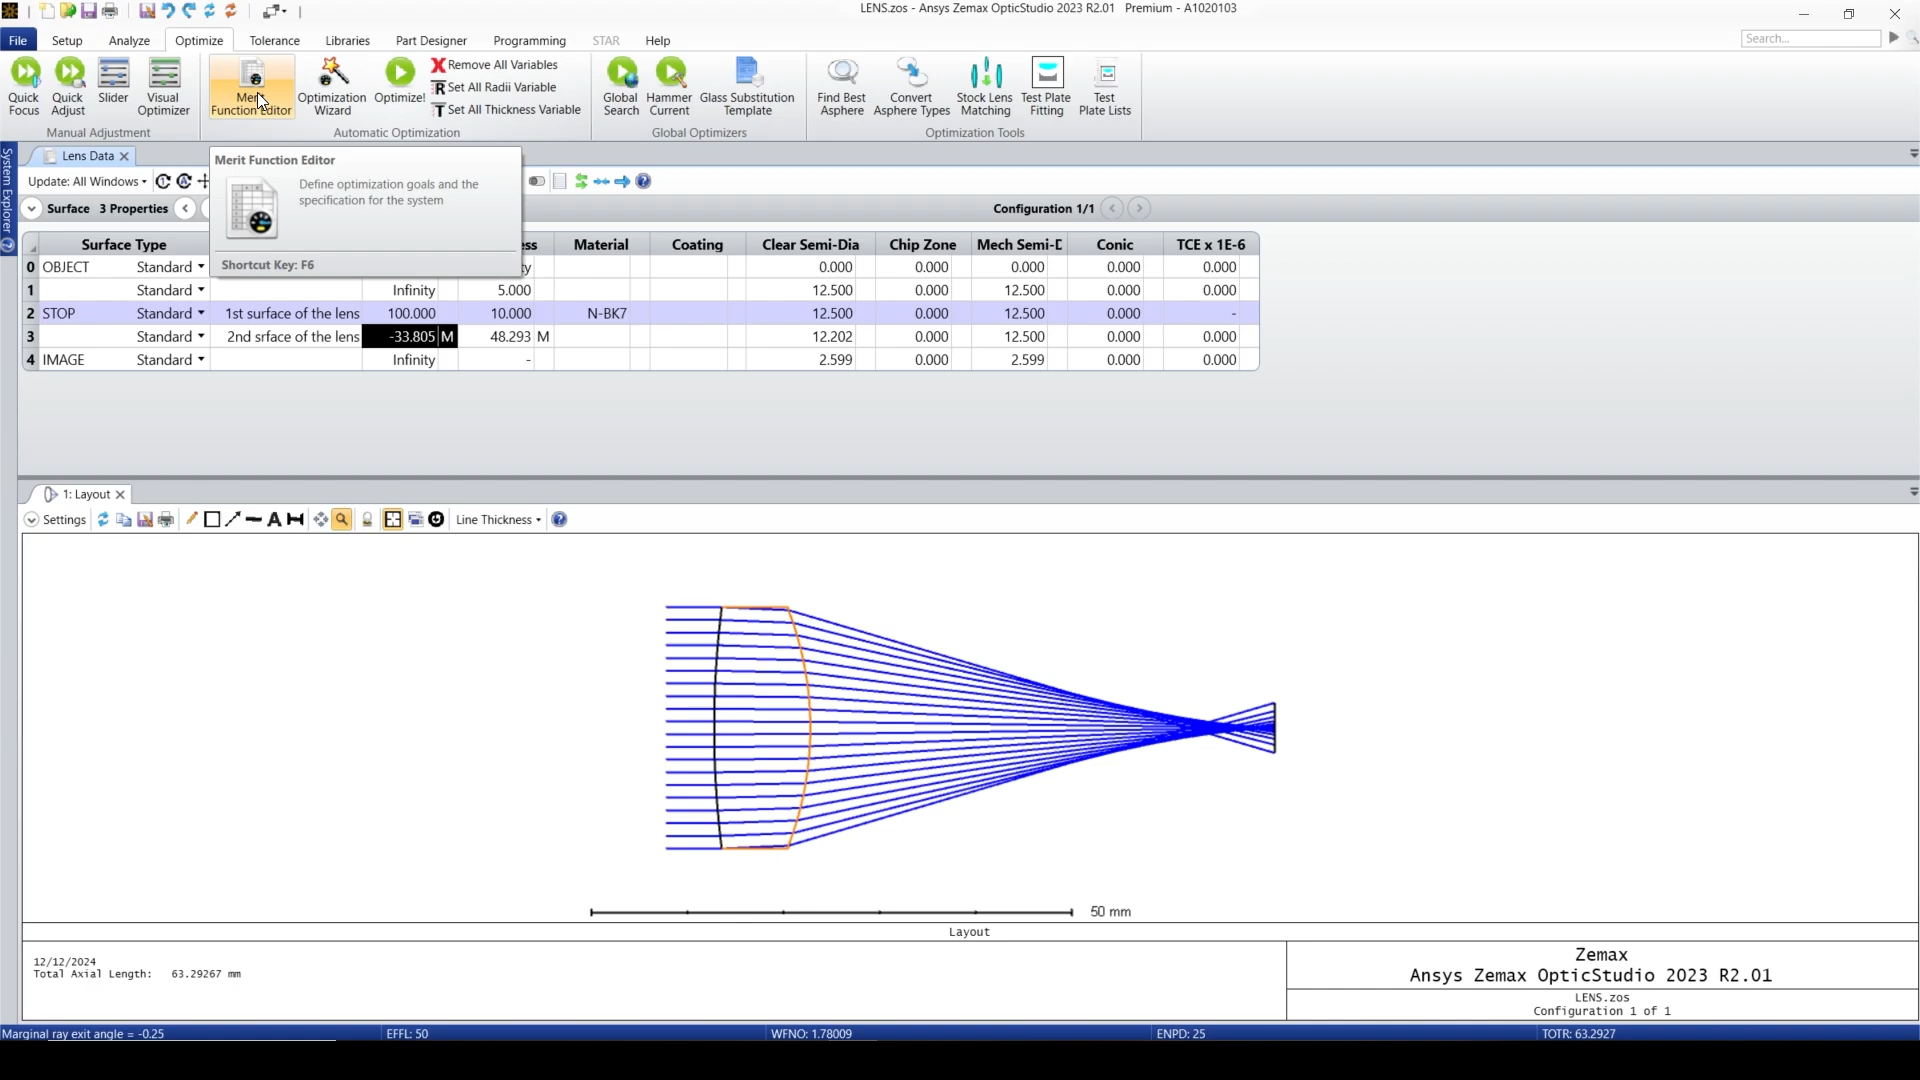 LENS.zos - Ansys Zemax OpticStudio 2023 R2.01   Premium - A1020103
File Setup Analyze Optimize Tolerance Libraries Part Designer Programming STAR Help Search...
Quick Focus
Quick Adjust
Slider
Visual Optimizer
Manual Adjustment
Function Editor
Optimization Wizard
Optimize!
Remove All Variables
Set All Radii Variable
Set All Thickness Variable
Automatic Optimization
Global Search
Hammer Current
Glass Substitution Template
Global Optimizers
Find Best Asphere
Convert Asphere Types
Stock Lens Matching
Test Plate Fitting
Test Plate Lists
Optimization Tools
System Explorer
Lens Data
Merit Function Editor
Define optimization goals and the
specification for the system
Shortcut Key: F6
Update: All Windows
Surface 3 Properties Configuration 1/1
Surface Type ss Material Coating Clear Semi-Dia Chip Zone Mech Semi-D Conic TCE x 1E-6
0 OBJECT Standard ty 0.000 0.000 0.000 0.000 0.000
1 Standard Infinity 5.000 12.500 0.000 12.500 0.000 0.000
2 STOP Standard 1st surface of the lens 100.000 10.000 N-BK7 12.500 0.000 12.500 0.000 -
3 Standard 2nd srface of the lens -33.805 M 48.293 M 12.202 0.000 12.500 0.000 0.000
4 IMAGE Standard Infinity - 2.599 0.000 2.599 0.000 0.000
1: Layout
Settings A Line Thickness
50 mm
Layout
12/12/2024
Total Axial Length: 63.29267 mm
Zemax
Ansys Zemax OpticStudio 2023 R2.01
LENS.zos
Configuration 1 of 1
Marginal ray exit angle = -0.25 EFFL: 50 WFNO: 1.78009 ENPD: 25 TOTR: 63.2927